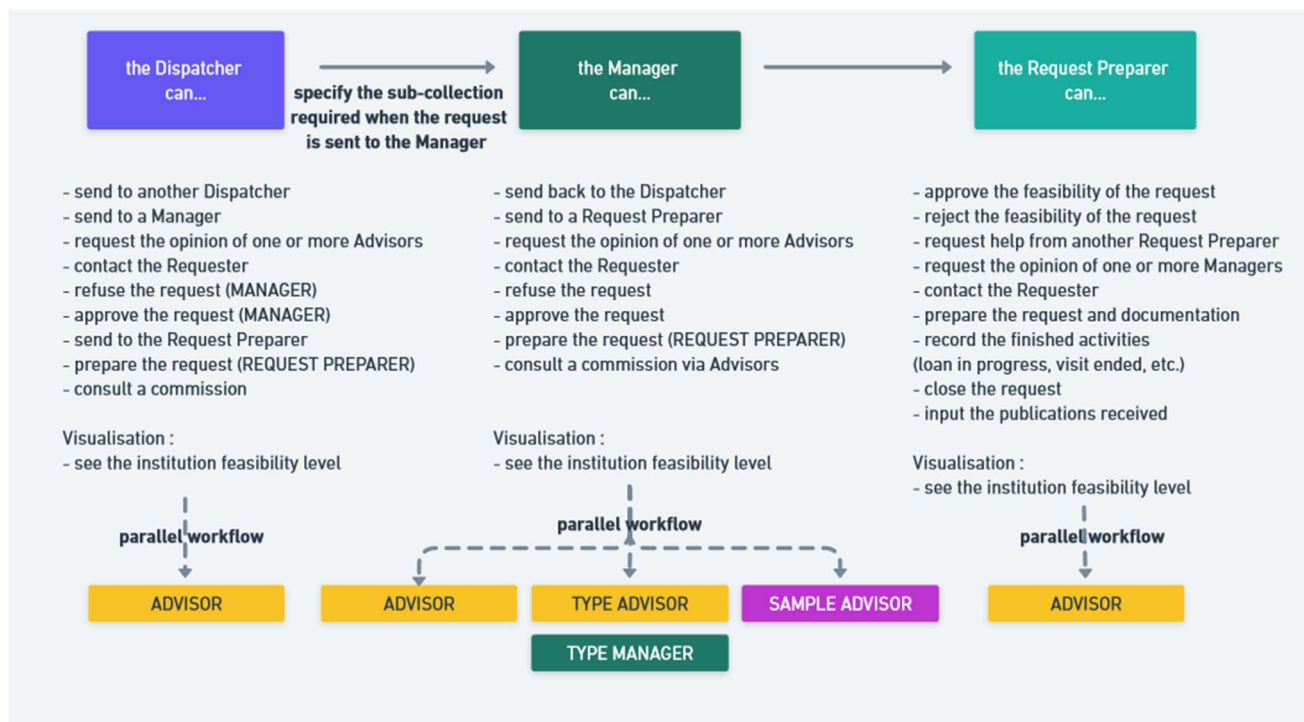 the Dispatcher
can...
specify the sub-collection
required when the request
is sent to the Manager
the Manager
can...
the Request Preparer
can...
- send to another Dispatcher
- send to a Manager
- request the opinion of one or more Advisors
- contact the Requester
- refuse the request (MANAGER)
- approve the request (MANAGER)
- send to the Request Preparer
- prepare the request (REQUEST PREPARER)
- consult a commission
Visualisation :
- see the institution feasibility level
parallel workflow
ADVISOR
- send back to the Dispatcher
- send to a Request Preparer
- request the opinion of one or more Advisors
- contact the Requester
- refuse the request
- approve the request
- prepare the request (REQUEST PREPARER)
- consult a commission via Advisors
Visualisation :
- see the institution feasibility level
parallel workflow
ADVISOR
TYPE ADVISOR
SAMPLE ADVISOR
TYPE MANAGER
- approve the feasibility of the request
- reject the feasibility of the request
- request help from another Request Preparer
- request the opinion of one or more Managers
- contact the Requester
- prepare the request and documentation
- record the finished activities
(loan in progress, visit ended, etc.)
- close the request
- input the publications received
Visualisation :
- see the institution feasibility level
parallel workflow
ADVISOR